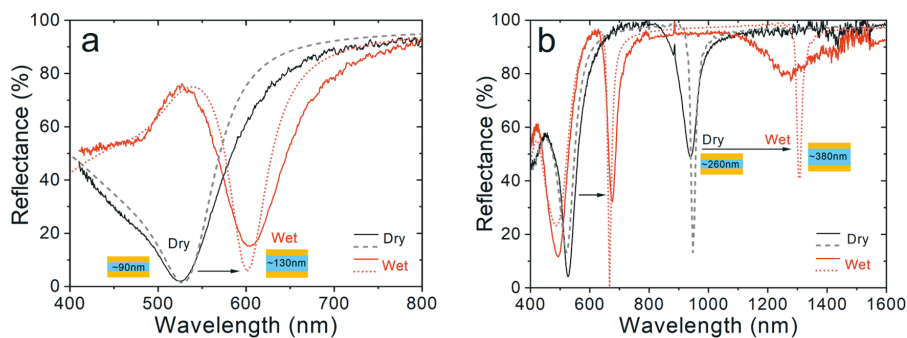 a
Reflectance (%)
100
80
60
40
20
0
Dry
Wet
~90nm
~130nm
Dry
Wet
400 500 600 700 800
Wavelength (nm)
b
Reflectance (%)
100
80
60
40
20
0
Dry
Wet
~260nm
~380nm
Dry
Wet
400 600 800 1000 1200 1400 1600
Wavelength (nm)